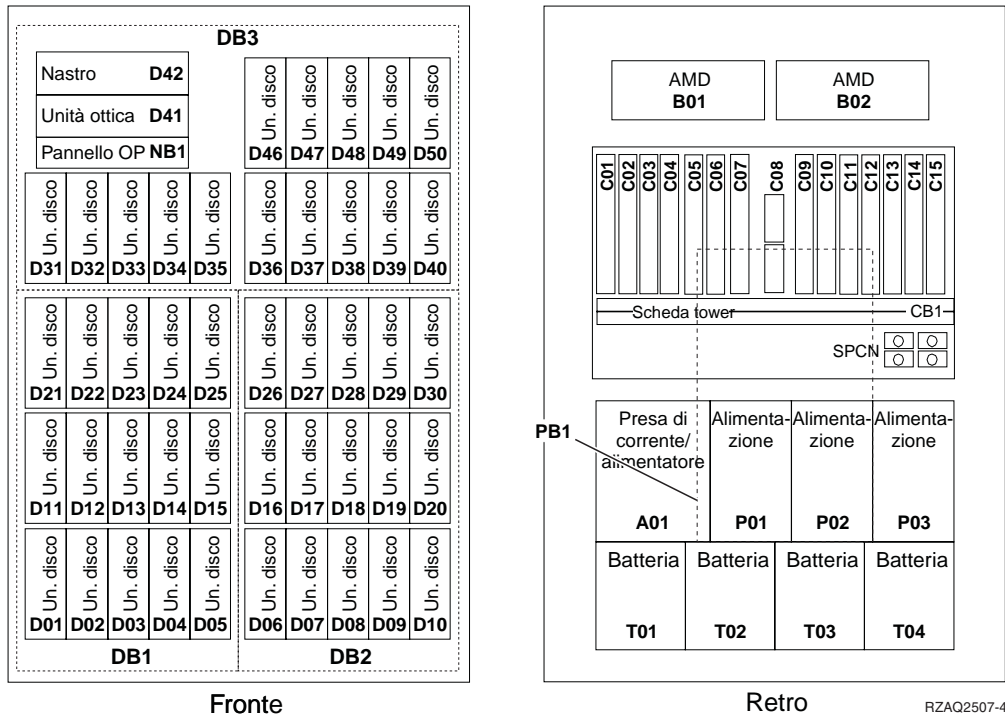 DB3
Nastro D42
Unità ottica D41
Pannello OP NB1
Un. disco Un. disco Un. disco Un. disco Un. disco
D46 D47 D48 D49 D50
Un. disco Un. disco Un. disco Un. disco Un. disco Un. disco Un. disco Un. disco Un. disco Un. disco
D31 D32 D33 D34 D35 D36 D37 D38 D39 D40
Un. disco Un. disco Un. disco Un. disco Un. disco Un. disco Un. disco Un. disco Un. disco Un. disco
D21 D22 D23 D24 D25 D26 D27 D28 D29 D30
Un. disco Un. disco Un. disco Un. disco Un. disco Un. disco Un. disco Un. disco Un. disco Un. disco
D11 D12 D13 D14 D15 D16 D17 D18 D19 D20
Un. disco Un. disco Un. disco Un. disco Un. disco Un. disco Un. disco Un. disco Un. disco Un. disco
D01 D02 D03 D04 D05 D06 D07 D08 D09 D10
DB1 DB2
Fronte
AMD AMD
B01 B02
C01 C02 C03 C04 C05 C06 C07 C08 C09 C10 C11 C12 C13 C14 C15
Scheda tower CB1
SPCN
PB1
Presa di Alimenta- Alimenta- Alimenta-
corrente/ zione zione zione
alimentatore
A01 P01 P02 P03
Batteria Batteria Batteria Batteria
T01 T02 T03 T04
Retro
RZAQ2507-4